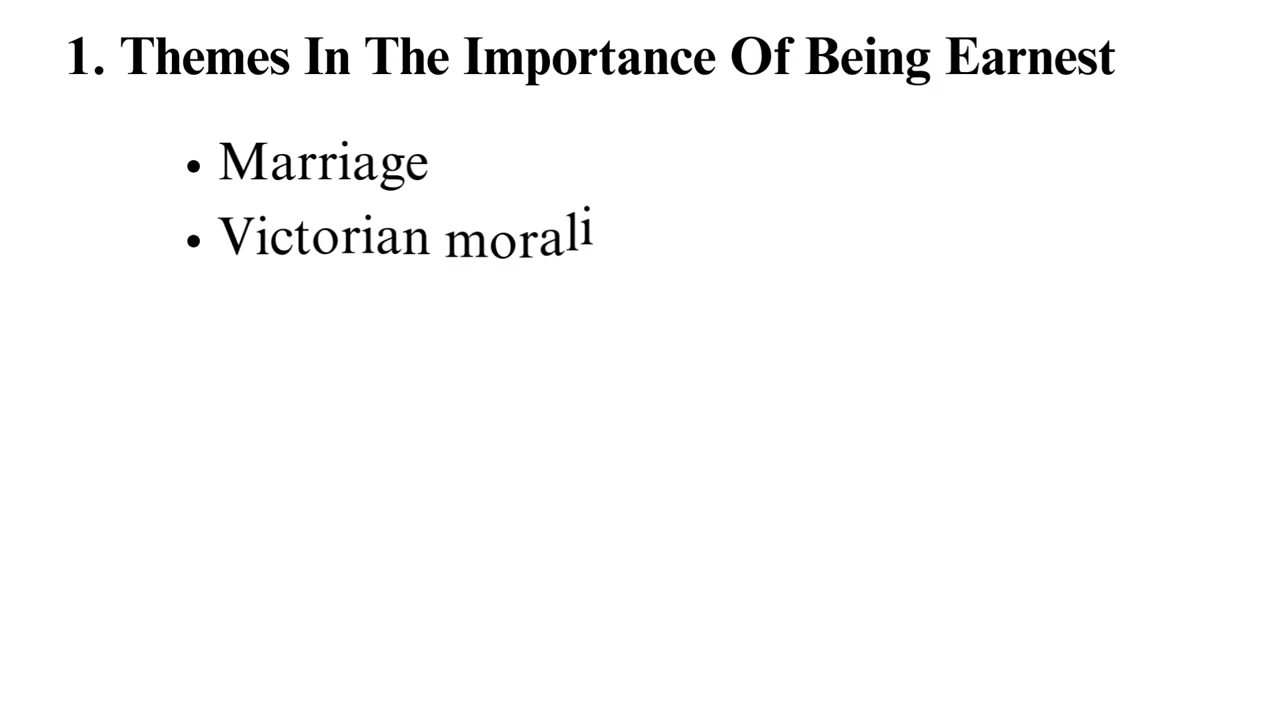 1. Themes In The Importance Of Being Earnest
• Marriage
• Victorian morali